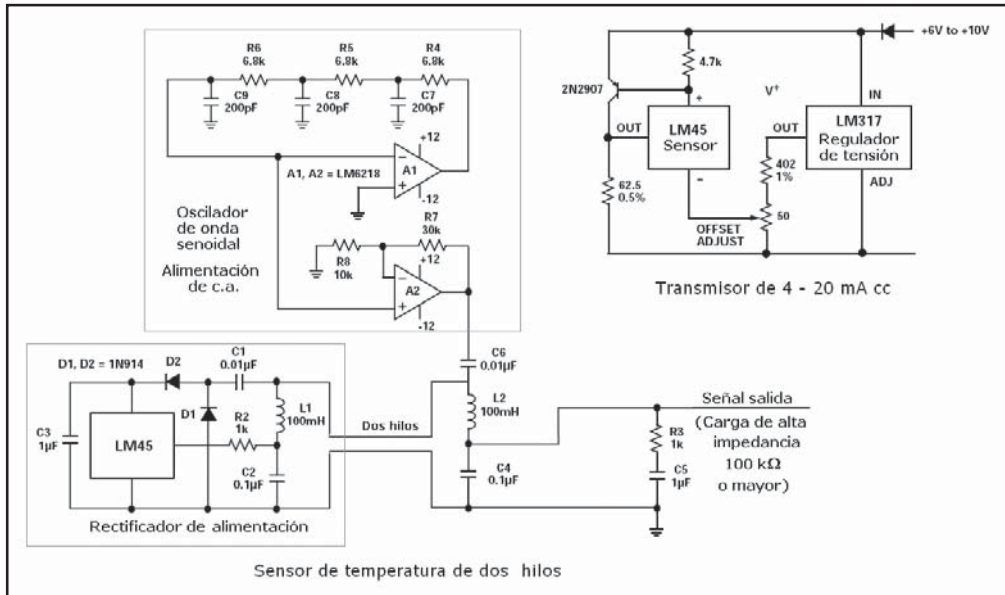 R6
6.8k
R5
6.8k
R4
6.8k
C9
200pF
C8
200pF
C7
200pF
+12
A1
-12
A1, A2 = LM6218
Oscilador
de onda
senoidal
Alimentación
de c.a.
R7
30k
R8
10k
+12
A2
-12
+6V to +10V
4.7k
2N2907
+
V+
IN
OUT
LM45
Sensor
-
OUT
LM317
Regulador
de tensión
ADJ
402
1%
62.5
0.5%
50
OFFSET
ADJUST
Transmisor de 4 - 20 mA cc
D1, D2 = 1N914
D2
C1
0.01µF
D1
L1
100mH
C3
1µF
LM45
R2
1k
C2
0.1µF
Rectificador de alimentación
Dos hilos
C6
0.01µF
L2
100mH
C4
0.1µF
Señal salida
(Carga de alta
impedancia
100 kΩ
o mayor)
R3
1k
C5
1µF
Sensor de temperatura de dos hilos